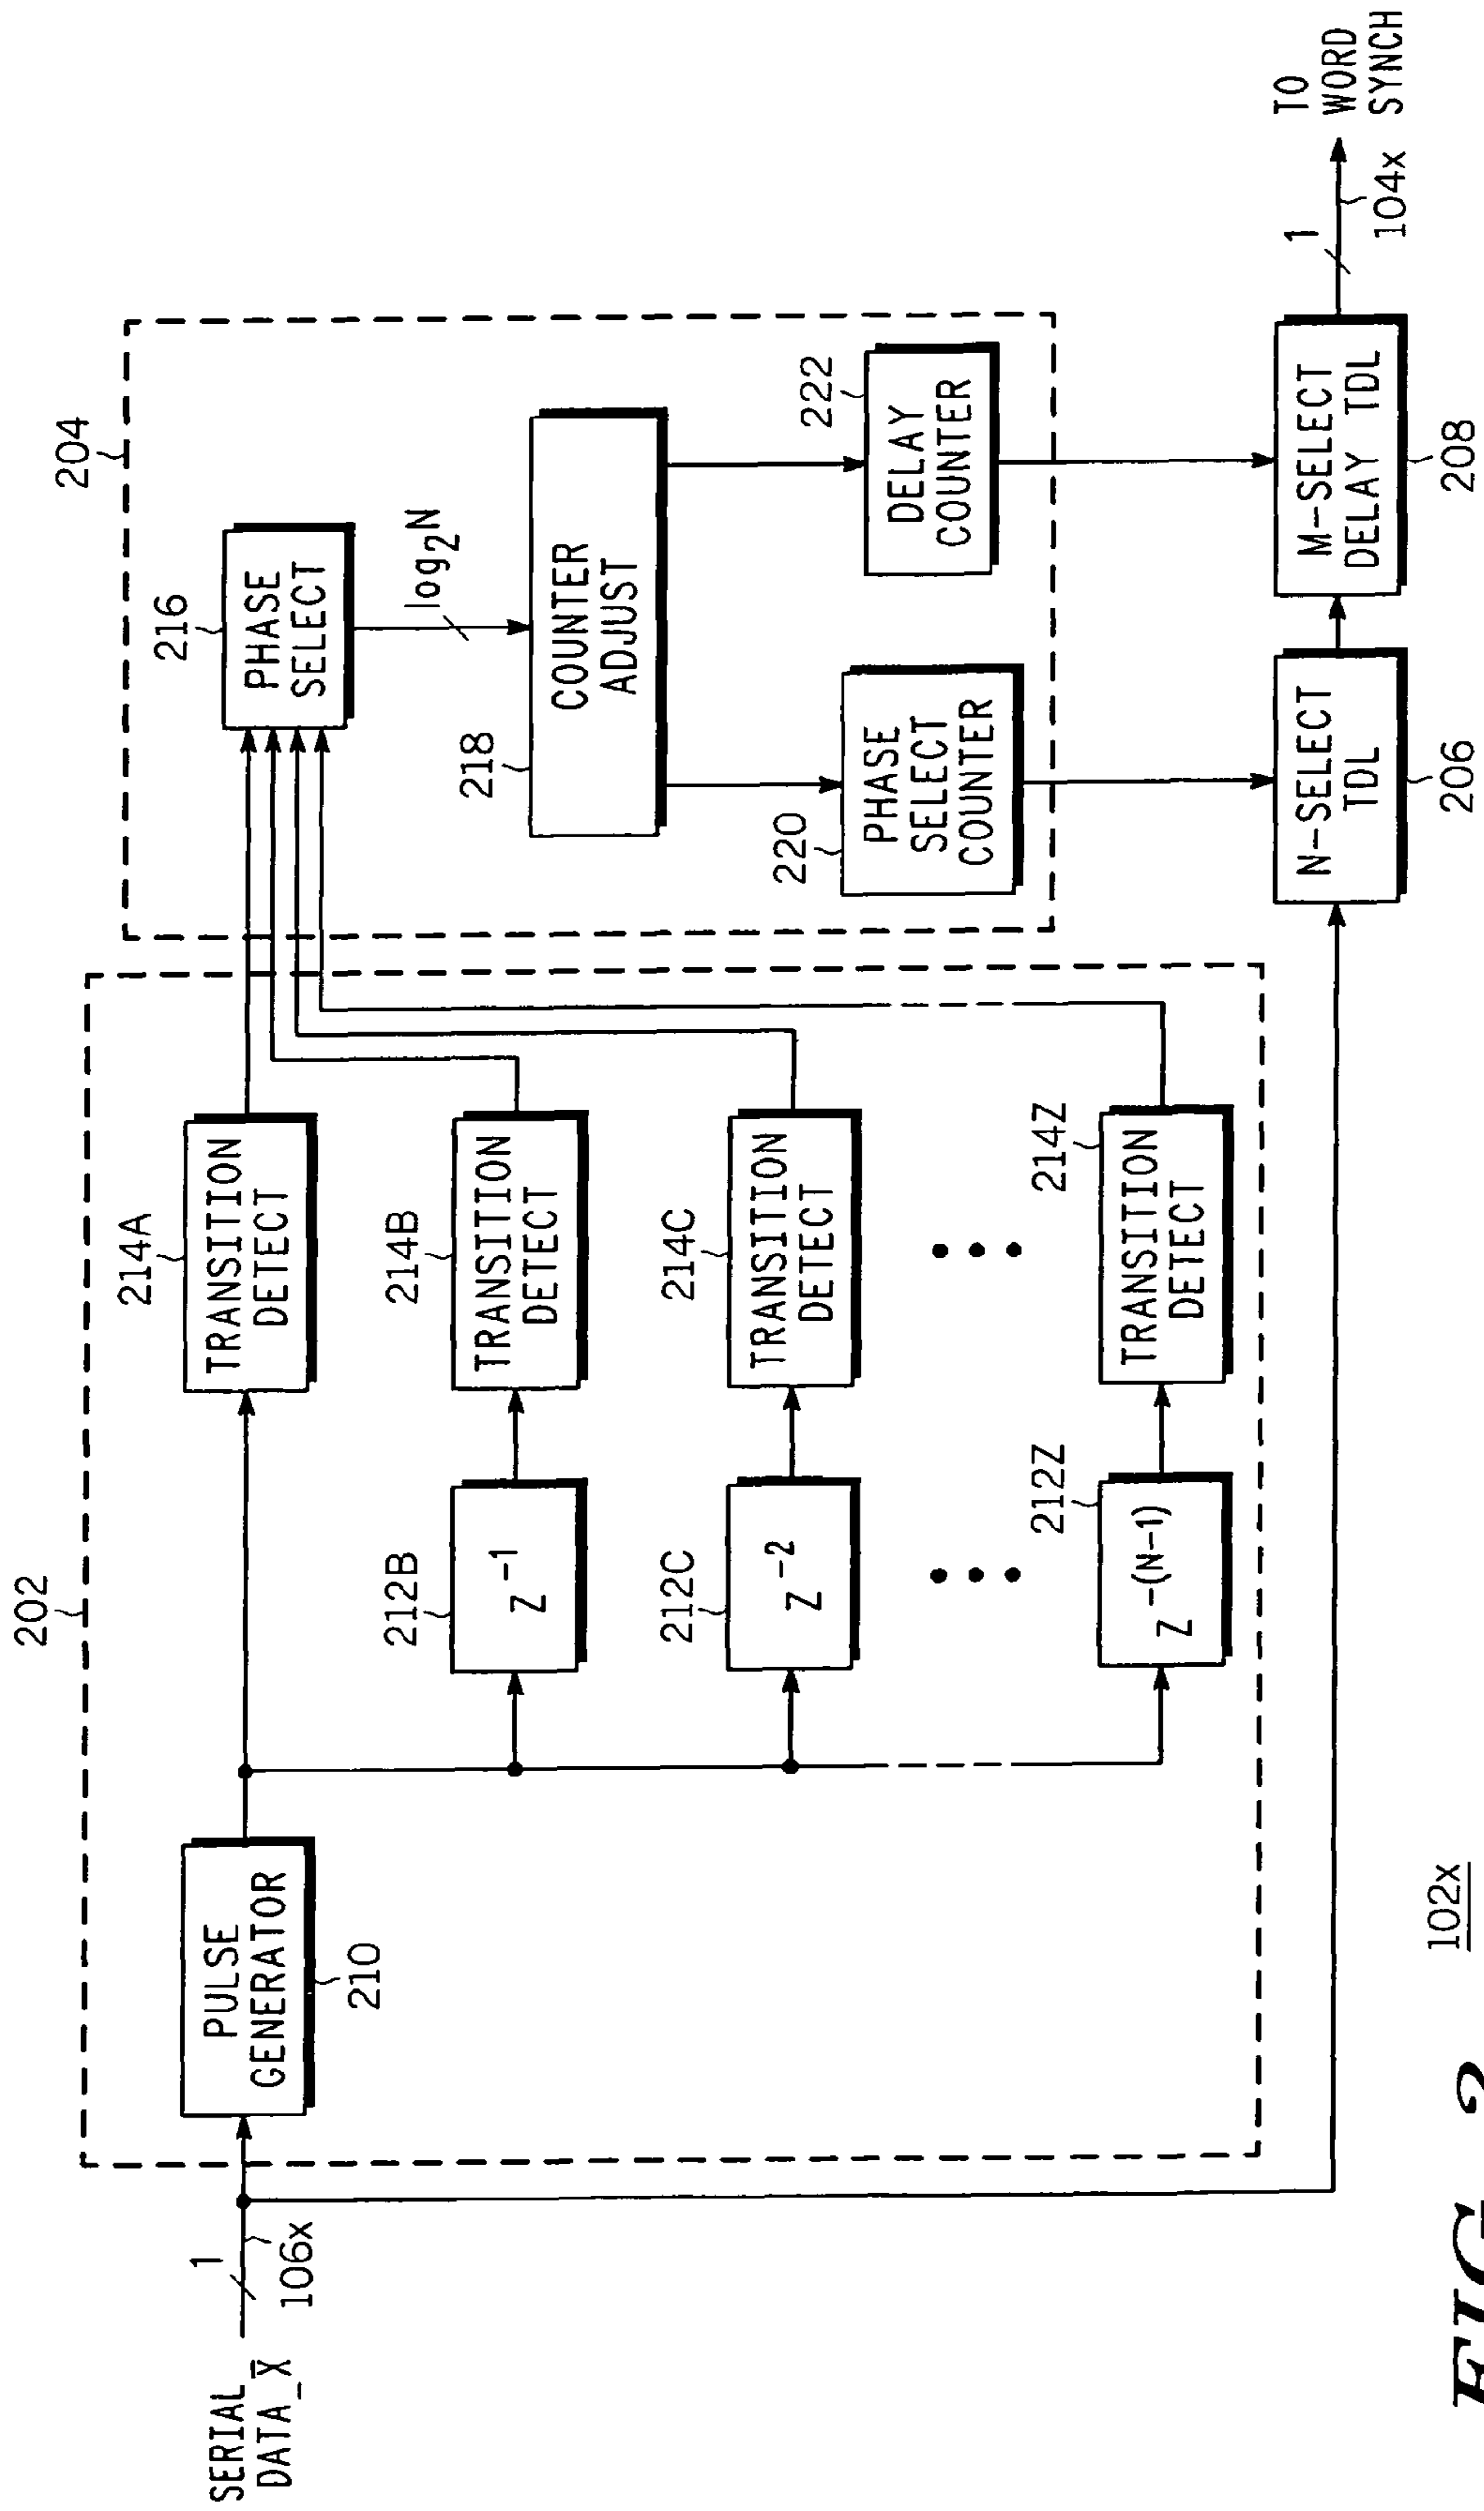 202
204
SERIAL
DATA_X
1
106x
PULSE
GENERATOR
210
212B
Z⁻¹
212C
Z⁻²
212Z
Z⁻⁽ᴺ⁻¹⁾
214A
TRANSITION
DETECT
214B
TRANSITION
DETECT
214C
TRANSITION
DETECT
214Z
TRANSITION
DETECT
216
PHASE
SELECT
log₂N
218
COUNTER
ADJUST
220
PHASE
SELECT
COUNTER
222
DELAY
COUNTER
N-SELECT
TDL
206
M-SELECT
DELAY TDL
208
1
104x
TO
WORD
SYNCH
102x
FIG. 2